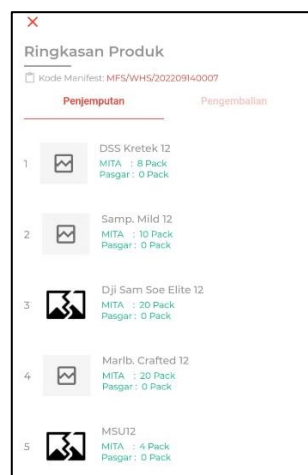 Ringkasan Produk
Kode Manifest: MFS/WHS/202209140007
Penjemputan Pengembalian
1 DSS Kretek 12
MITA : 8 Pack
Pasgar : 0 Pack
2 Samp. Mild 12
MITA : 10 Pack
Pasgar : 0 Pack
3 Dji Sam Soe Elite 12
MITA : 20 Pack
Pasgar : 0 Pack
4 Marlb. Crafted 12
MITA : 20 Pack
Pasgar : 0 Pack
5 MSU12
MITA : 4 Pack
Pasgar : 0 Pack